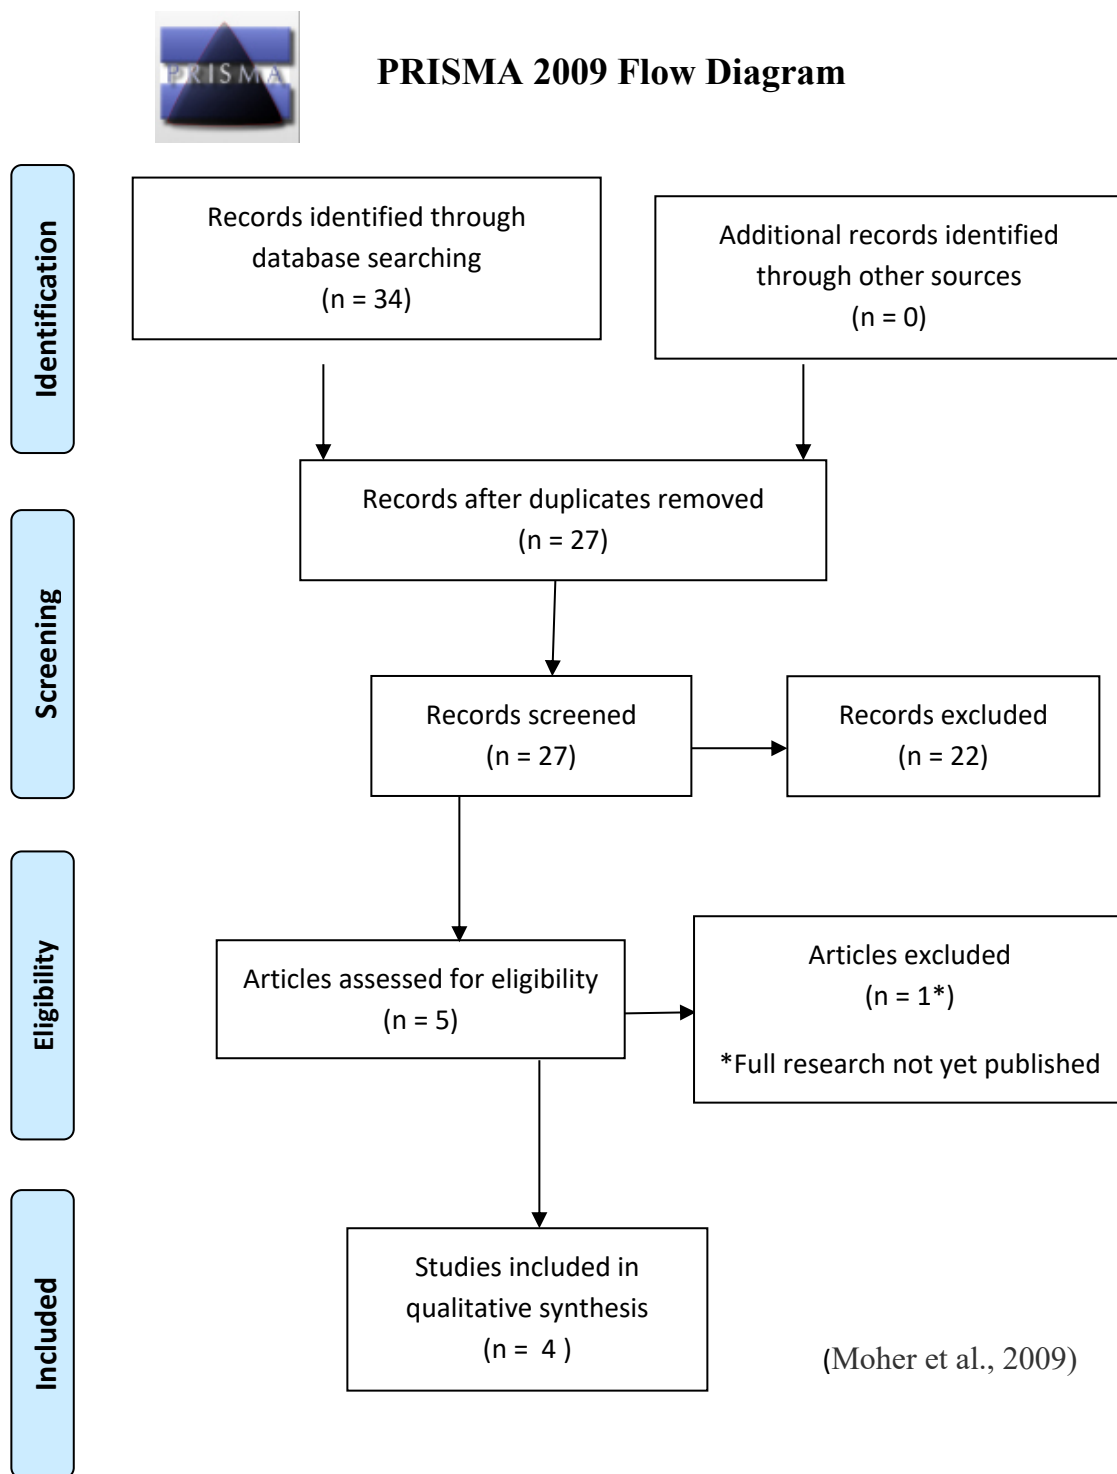 PRISMA
PRISMA 2009 Flow Diagram
Identification
Records identified through
database searching
(n = 34)
Additional records identified
through other sources
(n = 0)
Records after duplicates removed
(n = 27)
Screening
Records screened
(n = 27)
Records excluded
(n = 22)
Eligibility
Articles assessed for eligibility
(n = 5)
Articles excluded
(n = 1*)
*Full research not yet published
Included
Studies included in
qualitative synthesis
(n =  4 )
(Moher et al., 2009)